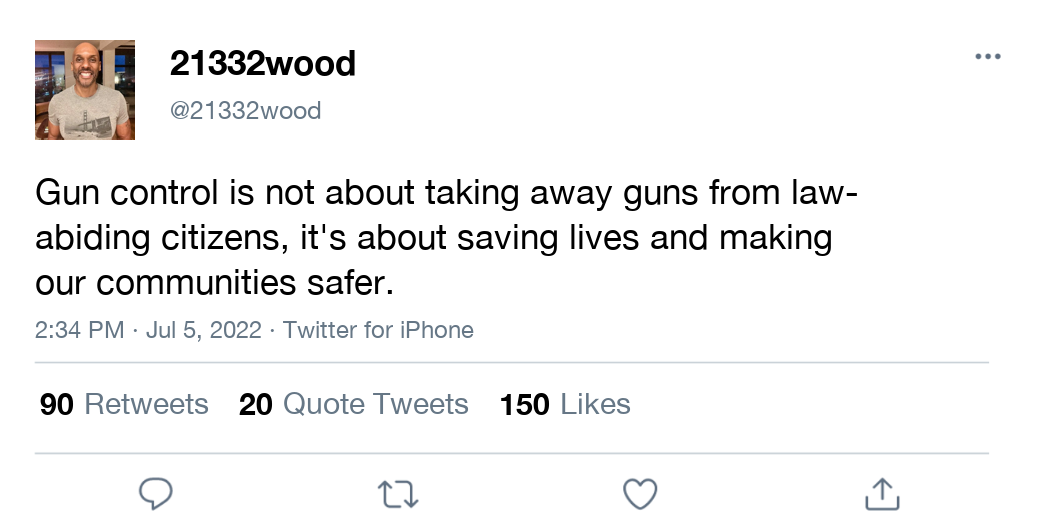 21332wood
@21332wood
Gun control is not about taking away guns from law-
abiding citizens, it's about saving lives and making
our communities safer.
2:34 PM · Jul 5, 2022 · Twitter for iPhone
90 Retweets 20 Quote Tweets 150 Likes